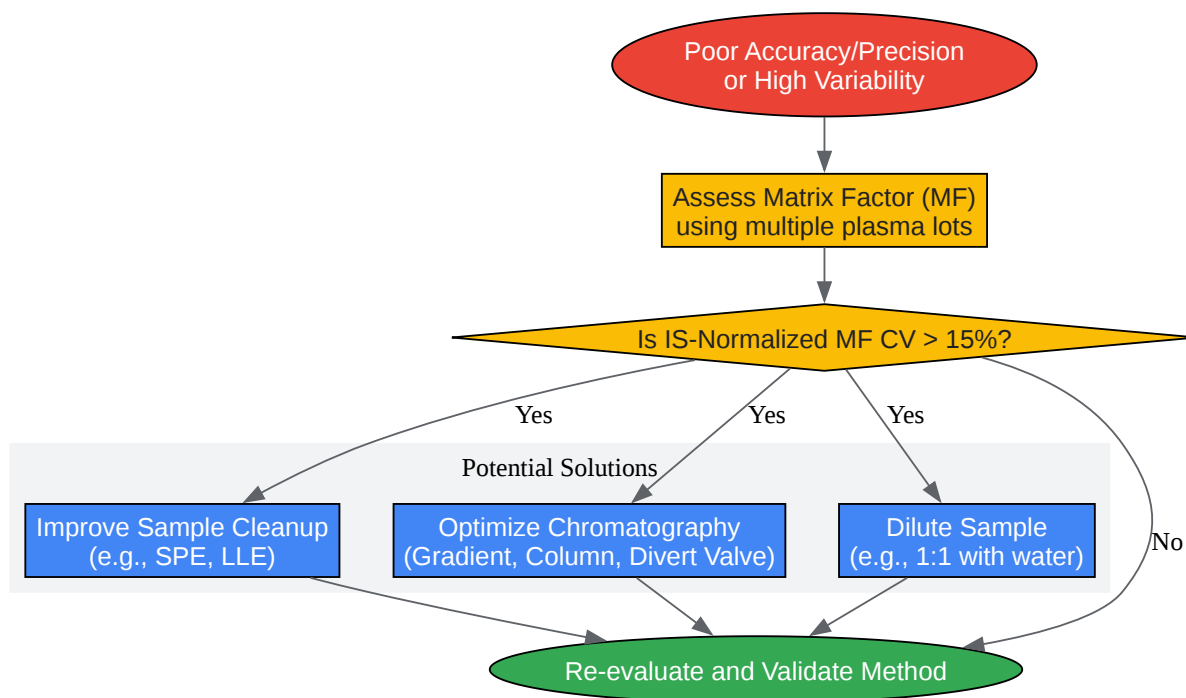 Poor Accuracy/Precision
or High Variability
Assess Matrix Factor (MF)
using multiple plasma lots
Is IS-Normalized MF CV > 15%?
Yes
Yes
Yes
No
Potential Solutions
Improve Sample Cleanup
(e.g., SPE, LLE)
Optimize Chromatography
(Gradient, Column, Divert Valve)
Dilute Sample
(e.g., 1:1 with water)
Re-evaluate and Validate Method